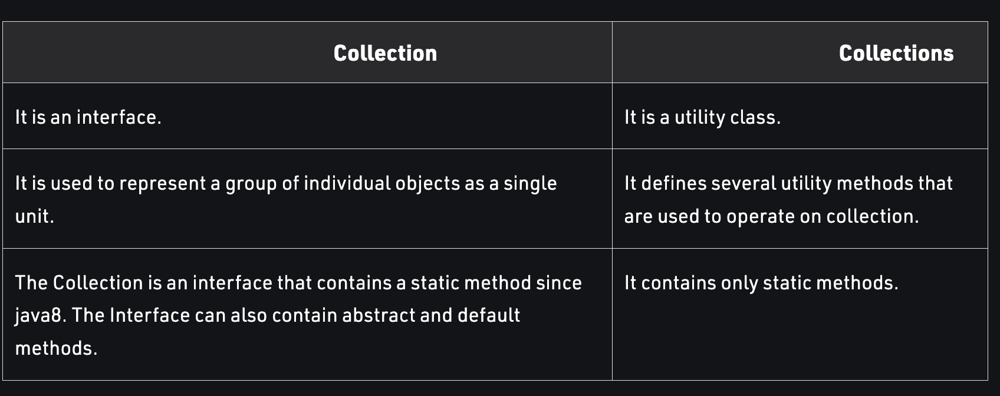 Collection
Collections
It is an interface.
It is a utility class.
It is used to represent a group of individual objects as a single
unit.
It defines several utility methods that
are used to operate on collection.
The Collection is an interface that contains a static method since
java8. The Interface can also contain abstract and default
methods.
It contains only static methods.